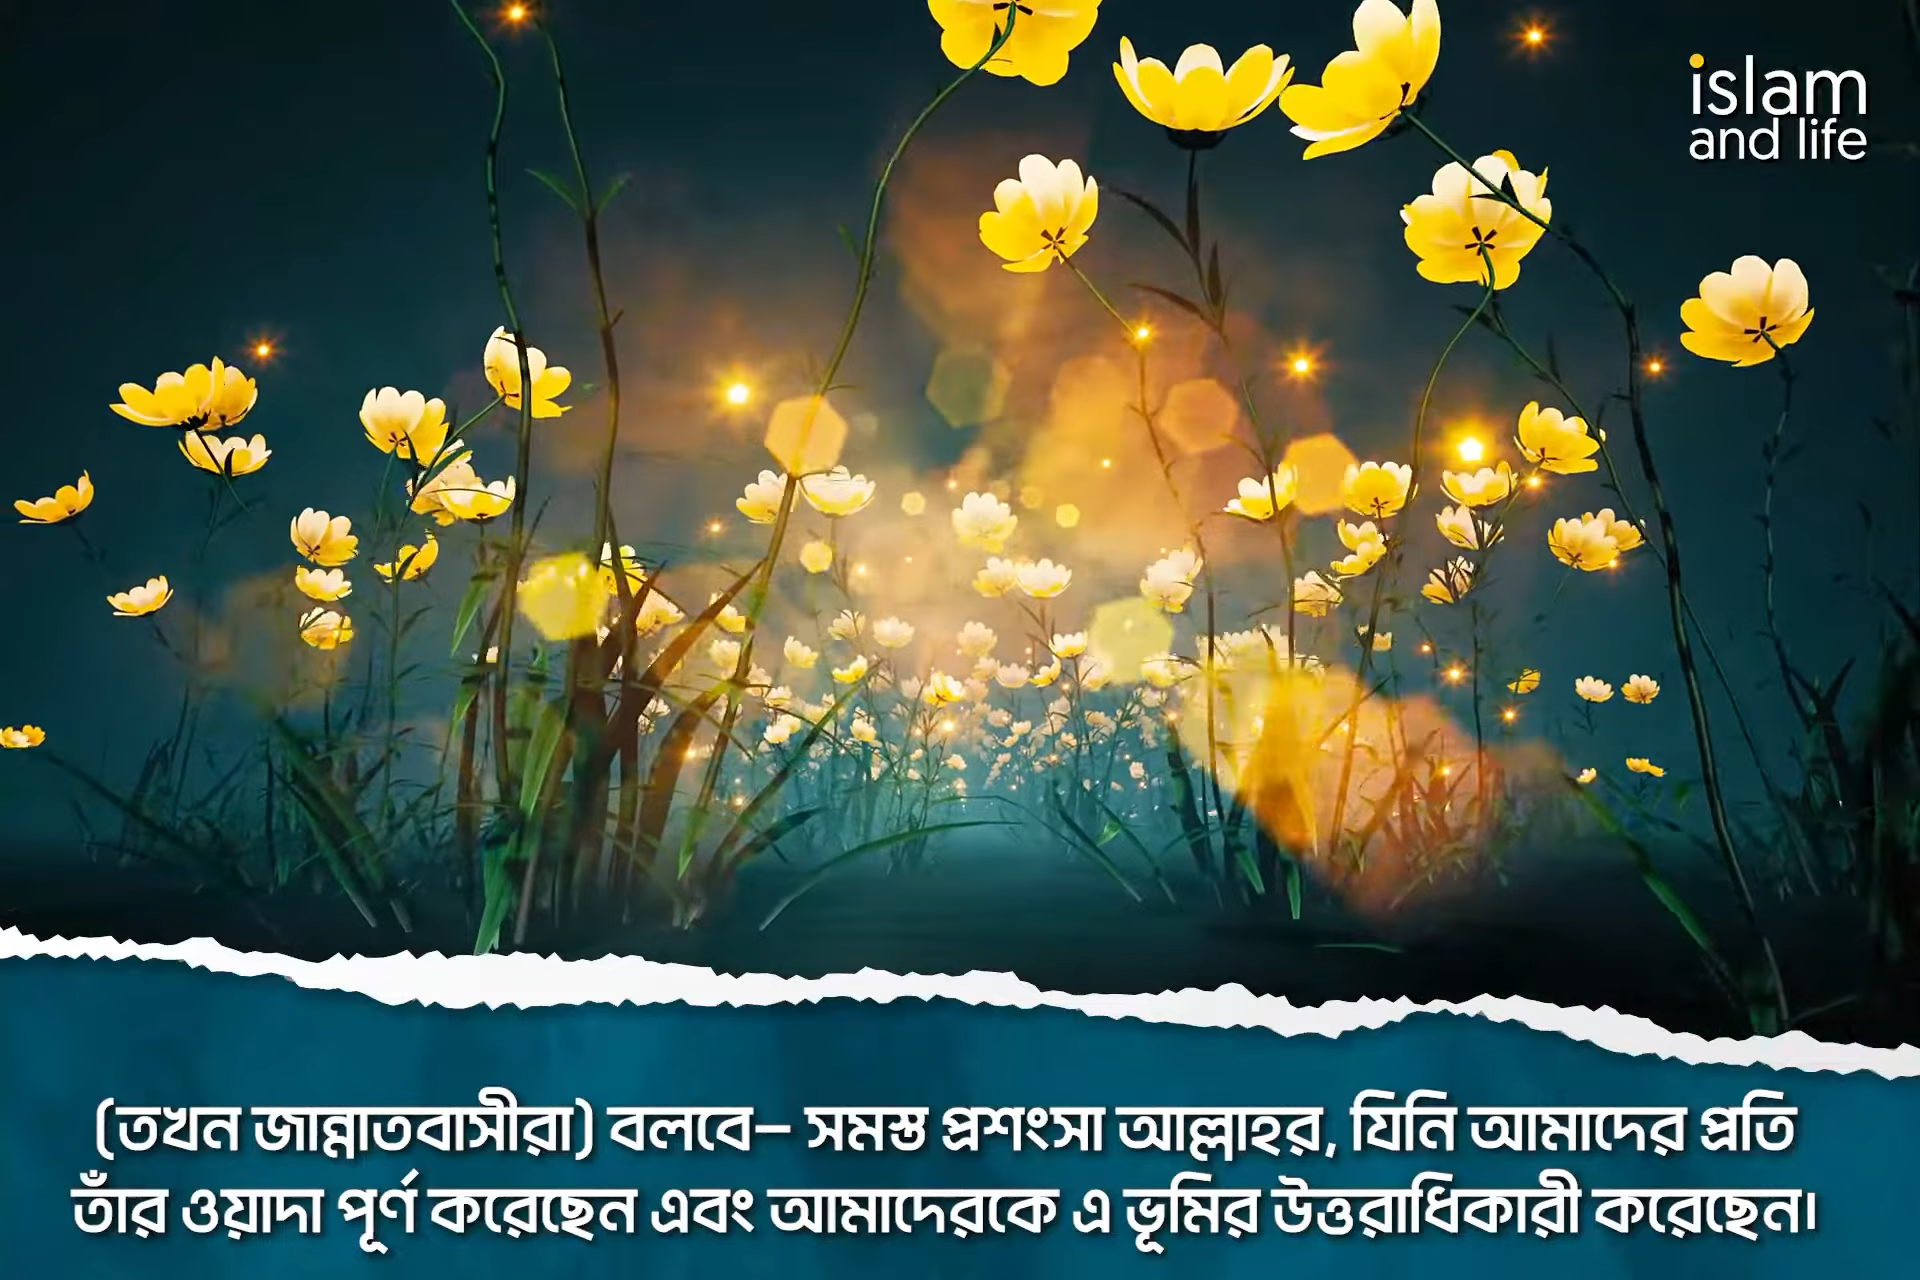 islam
and life
(তখন জান্নাতবাসীরা) বলবে– সমস্ত প্রশংসা আল্লাহর, যিনি আমাদের প্রতি
তাঁর ওয়াদা পূর্ণ করেছেন এবং আমাদেরকে এ ভূমির উত্তরাধিকারী করেছেন।